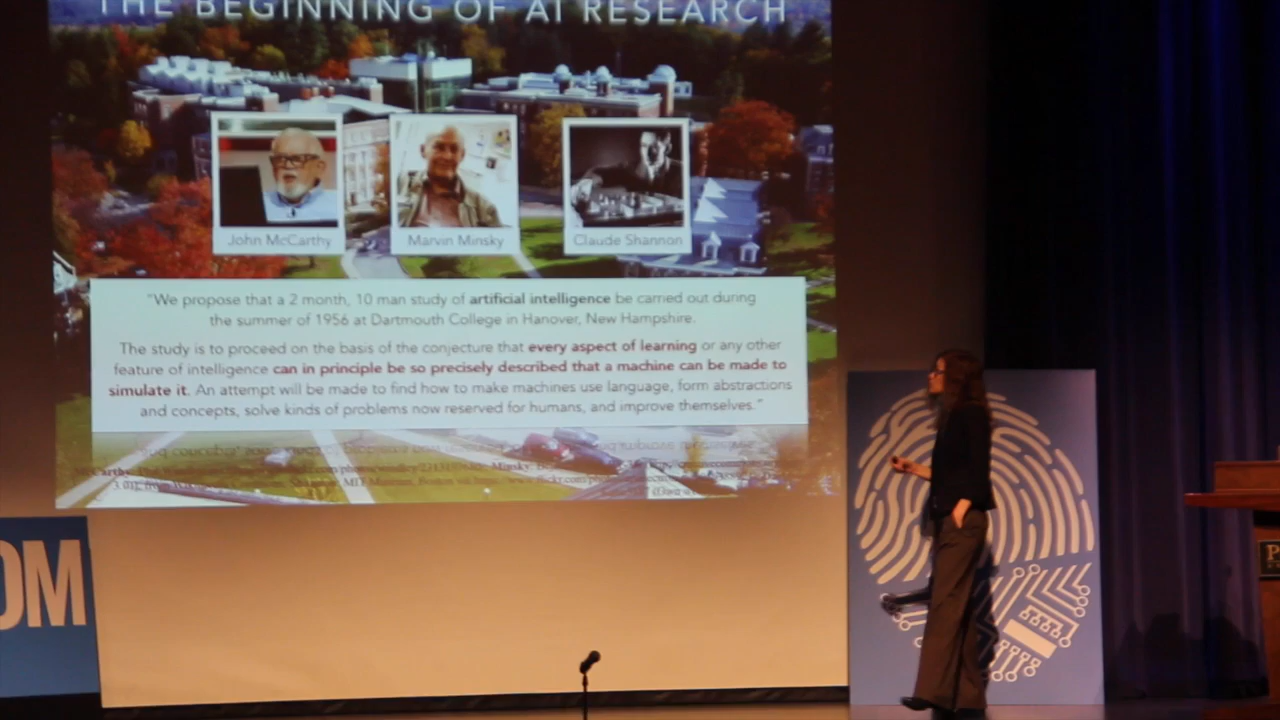 THE BEGINNING OF AI RESEARCH
John McCarthy
Marvin Minsky
Claude Shannon
"We propose that a 2 month, 10 man study of artificial intelligence be carried out during
the summer of 1956 at Dartmouth College in Hanover, New Hampshire.
The study is to proceed on the basis of the conjecture that every aspect of learning or any other
feature of intelligence can in principle be so precisely described that a machine can be made to
simulate it. An attempt will be made to find how to make machines use language, form abstractions
and concepts, solve kinds of problems now reserved for humans, and improve themselves."
OM
P